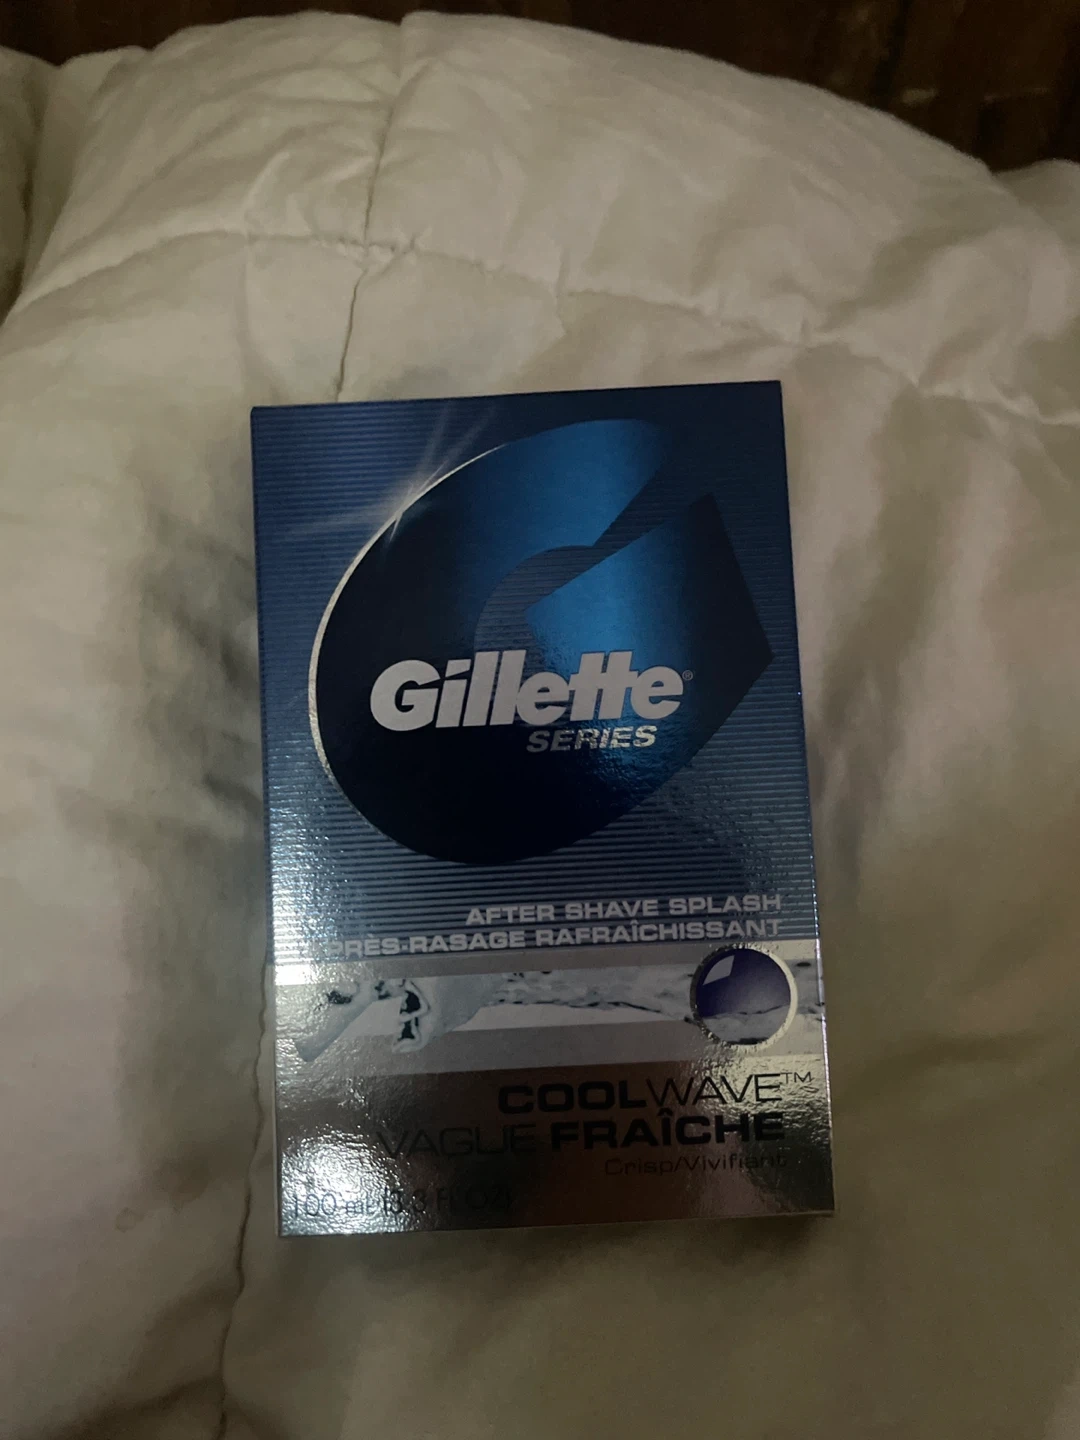 Gillette®
SERIES
AFTER SHAVE SPLASH
APRÈS-RASAGE RAFRAÎCHISSANT
COOLWAVE™
VAGUE FRAÎCHE
Crisp/Vivifiant
100 mL (3.3 FL OZ)